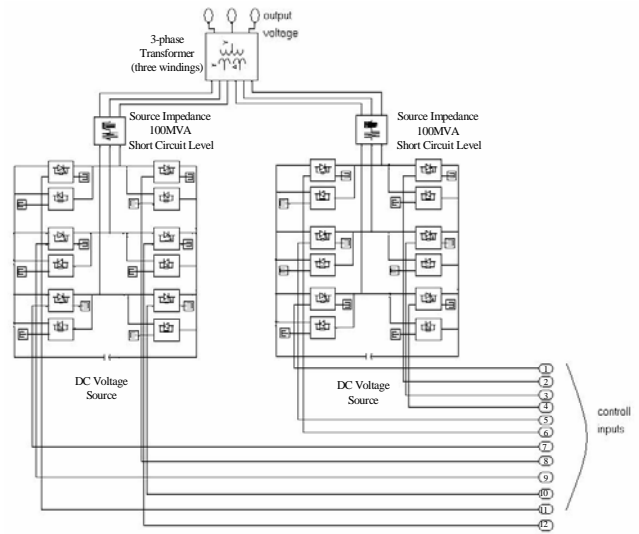 output
voltage
3-phase
Transformer
(three windings)
Source Impedance
100MVA
Short Circuit Level
Source Impedance
100MVA
Short Circuit Level
DC Voltage
Source
DC Voltage
Source
1
2
3
4
5
6
7
8
9
10
11
12
controll
inputs